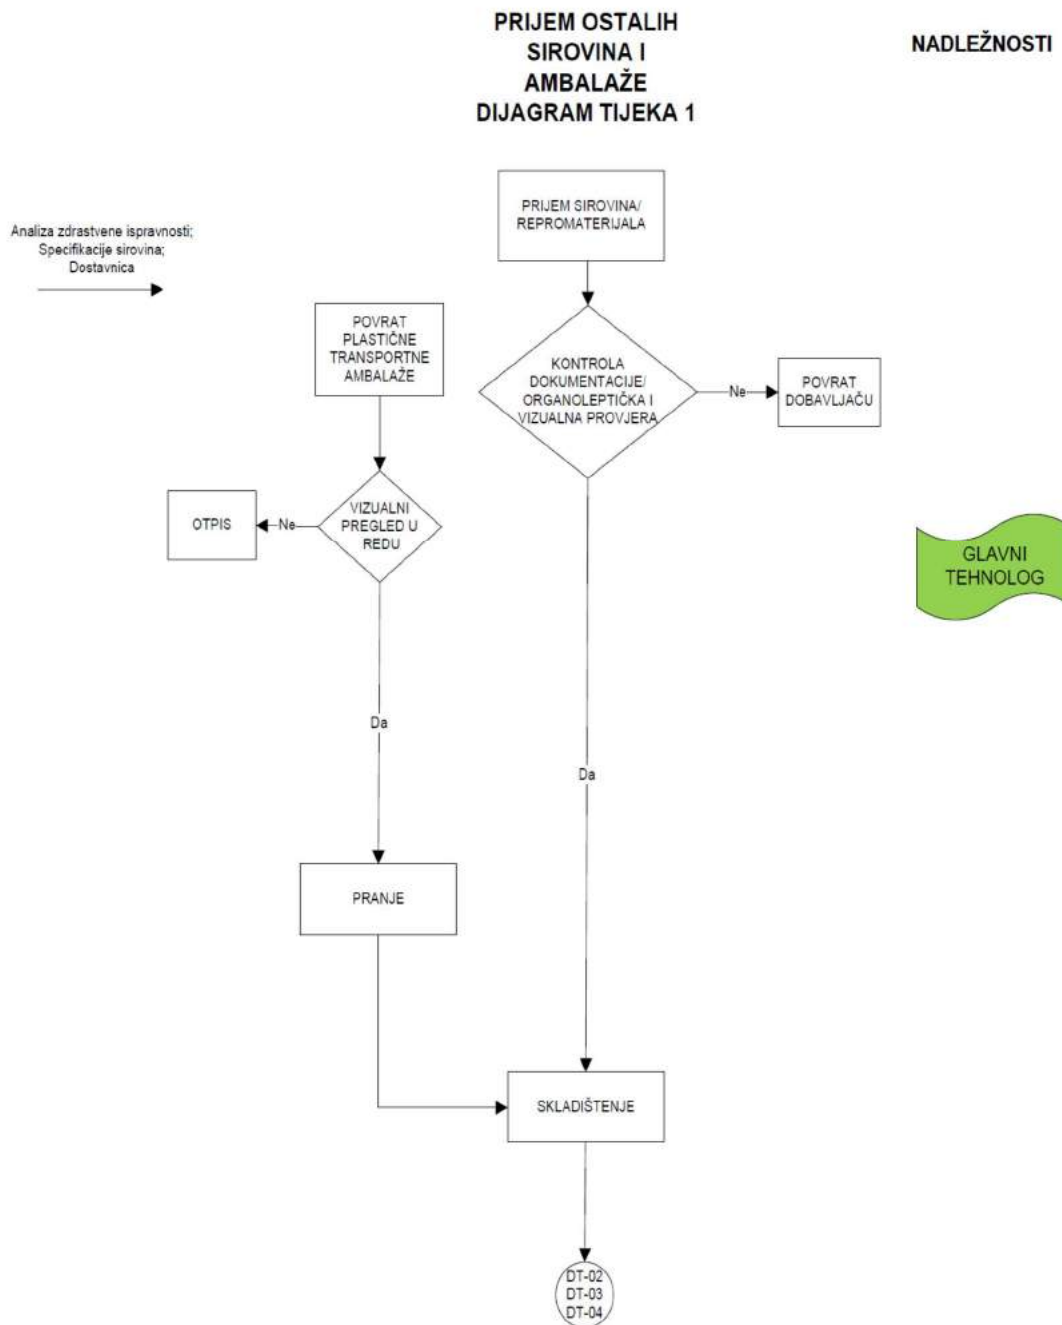 PRIJEM OSTALIH
SIROVINA I
AMBALAŽE
DIJAGRAM TIJEKA 1
NADLEŽNOSTI
PRIJEM SIROVINA/
REPROMATERIJALA
Analiza zdrastvene ispravnosti;
Specifikacije sirovina;
Dostavnica
POVRAT
PLASTIČNE
TRANSPORTNE
AMBALAŽE
KONTROLA
DOKUMENTACIJE/
ORGANOLEPTIČKA I
VIZUALNA PROVJERA
Ne
POVRAT
DOBAVLJAČU
OTPIS
Ne
VIZUALNI
PREGLED U
REDU
GLAVNI
TEHNOLOG
Da
Da
PRANJE
SKLADIŠTENJE
DT-02
DT-03
DT-04